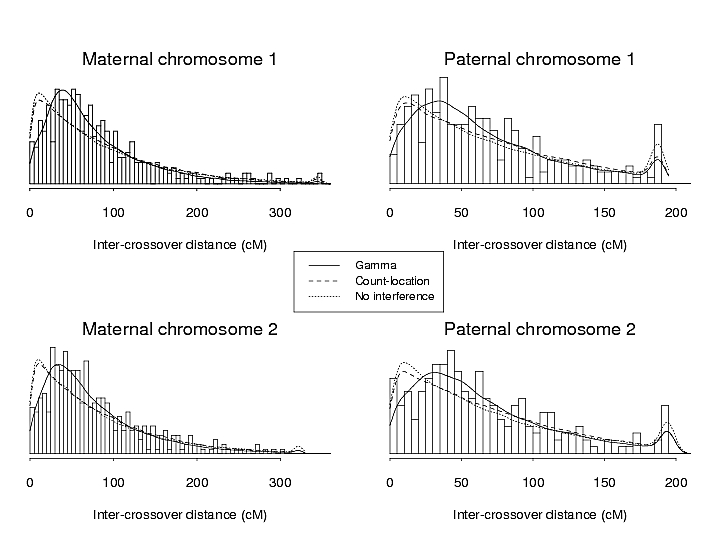 Maternal chromosome 1
Paternal chromosome 1
0 100 200 300
0 50 100 150 200
Inter-crossover distance (cM)
Inter-crossover distance (cM)
Gamma
Count-location
No interference
Maternal chromosome 2
Paternal chromosome 2
0 100 200 300
0 50 100 150 200
Inter-crossover distance (cM)
Inter-crossover distance (cM)